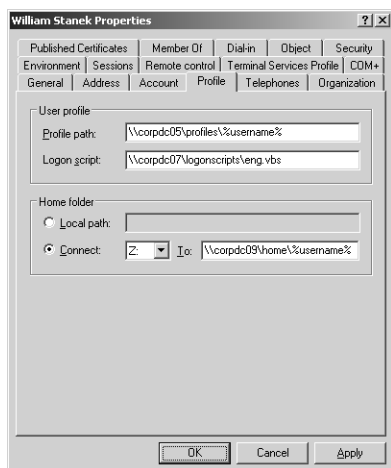 William Stanek Properties
Published Certificates Member Of Dial-in Object Security
Environment Sessions Remote control Terminal Services Profile COM+
General Address Account Profile Telephones Organization
User profile
Profile path: \\corpdc05\profiles\%username%
Logon script: \\corpdc07\logonscripts\eng.vbs
Home folder
Local path:
Connect: Z: To: \\corpdc09\home\%username%
OK Cancel Apply